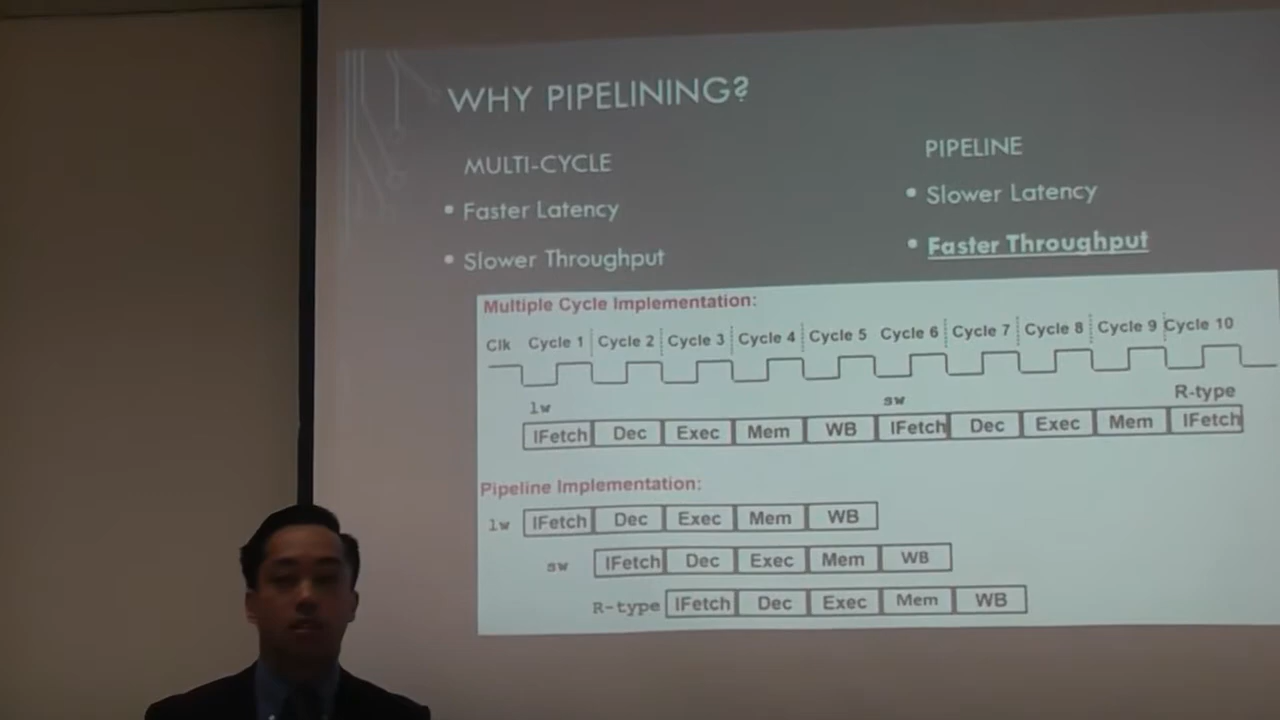 WHY PIPELINING?
MULTI-CYCLE
• Faster Latency
• Slower Throughput
PIPELINE
• Slower Latency
• Faster Throughput
Multiple Cycle Implementation:
Clk Cycle 1 Cycle 2 Cycle 3 Cycle 4 Cycle 5 Cycle 6 Cycle 7 Cycle 8 Cycle 9 Cycle 10
lw sw R-type
IFetch Dec Exec Mem WB IFetch Dec Exec Mem IFetch
Pipeline Implementation:
lw IFetch Dec Exec Mem WB
sw IFetch Dec Exec Mem WB
R-type IFetch Dec Exec Mem WB